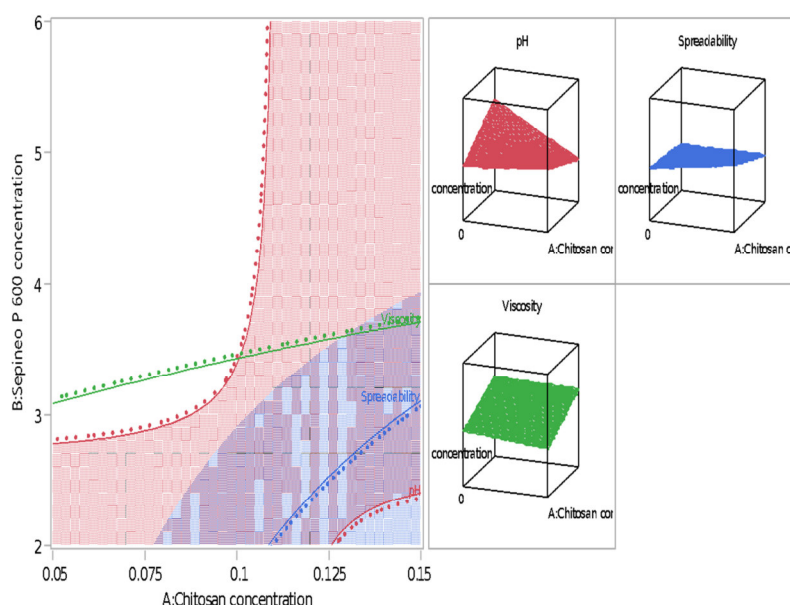 6
5
4
3
2
B:Sepineo P 600 concentration
Viscosity
Spreadability
pH
0.05
0.075
0.1
0.125
0.15
A:Chitosan concentration
pH
concentration
0
A:Chitosan cor
Spreadability
concentration
0
A:Chitosan cor
Viscosity
concentration
0
A:Chitosan cor